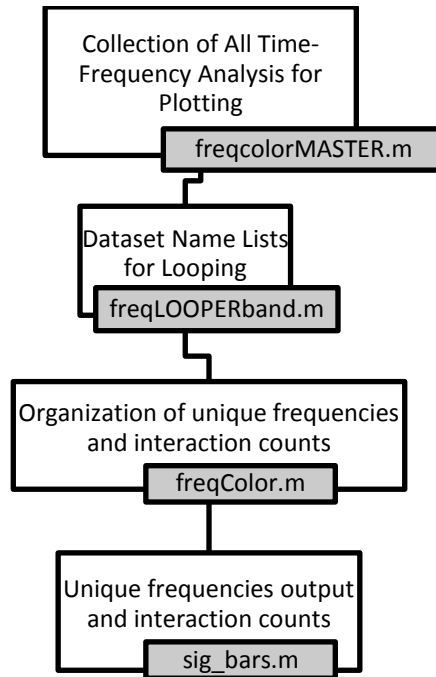 Collection of All Time-
Frequency Analysis for
Plotting
freqcolorMASTER.m
Dataset Name Lists
for Looping
freqLOOPERband.m
Organization of unique frequencies
and interaction counts
freqColor.m
Unique frequencies output
and interaction counts
sig_bars.m